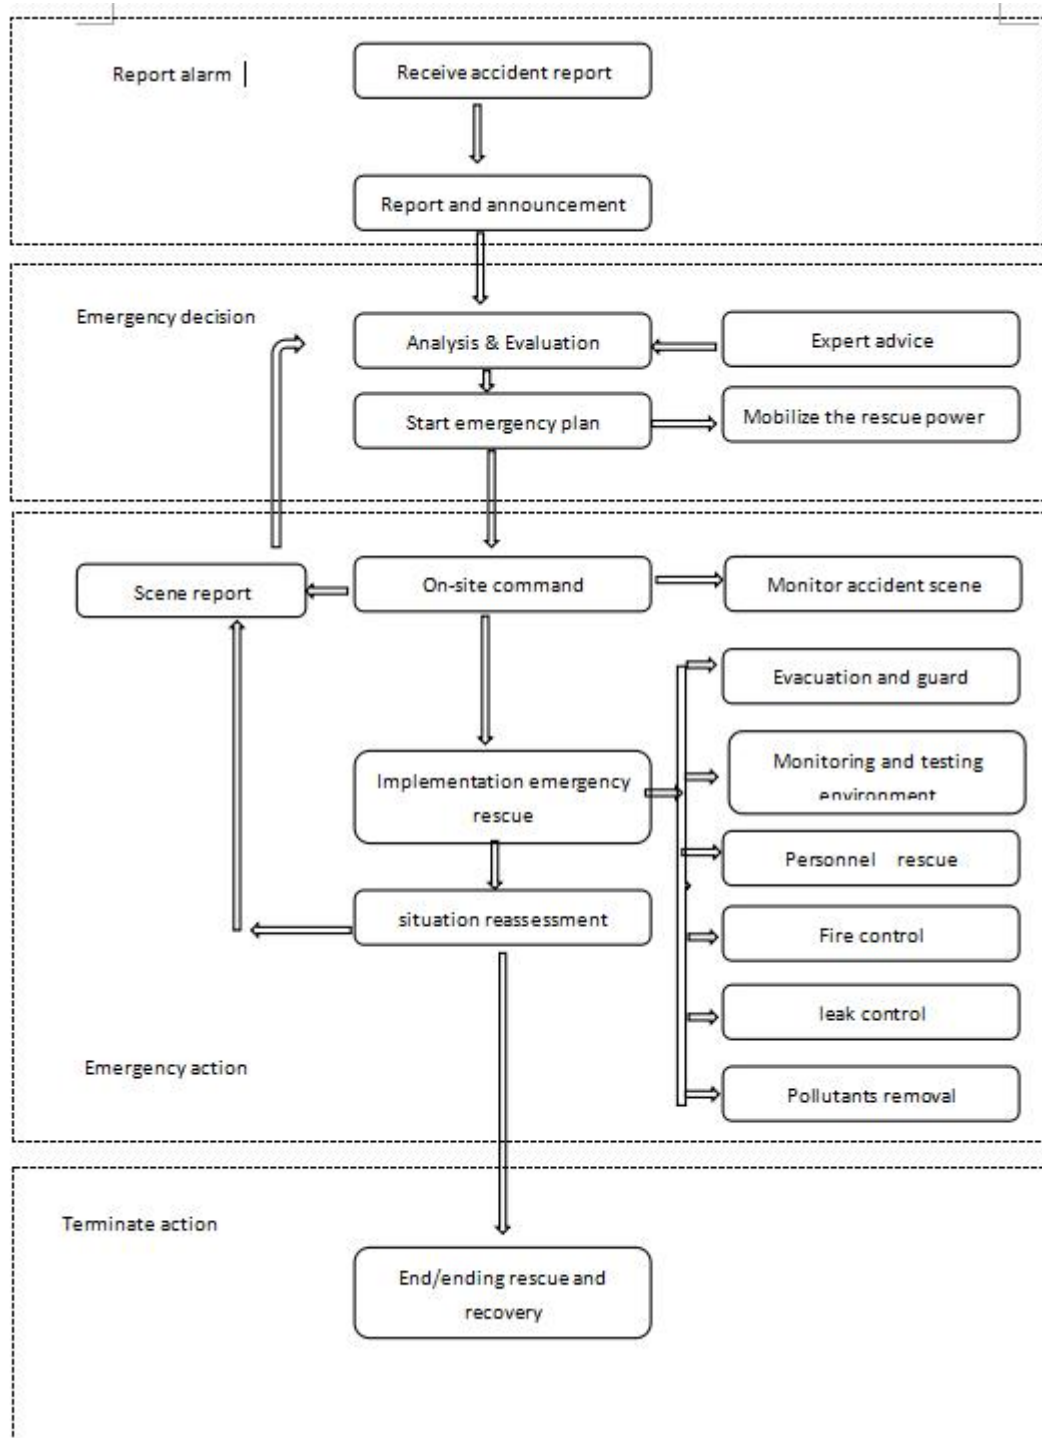 Report alarm
Receive accident report
Report and announcement
Emergency decision
Analysis & Evaluation
Expert advice
Start emergency plan
Mobilize the rescue power
Scene report
On-site command
Monitor accident scene
Evacuation and guard
Implementation emergency
rescue
Monitoring and testing
environment
Personnel rescue
situation reassessment
Fire control
leak control
Emergency action
Pollutants removal
Terminate action
End/ending rescue and
recovery